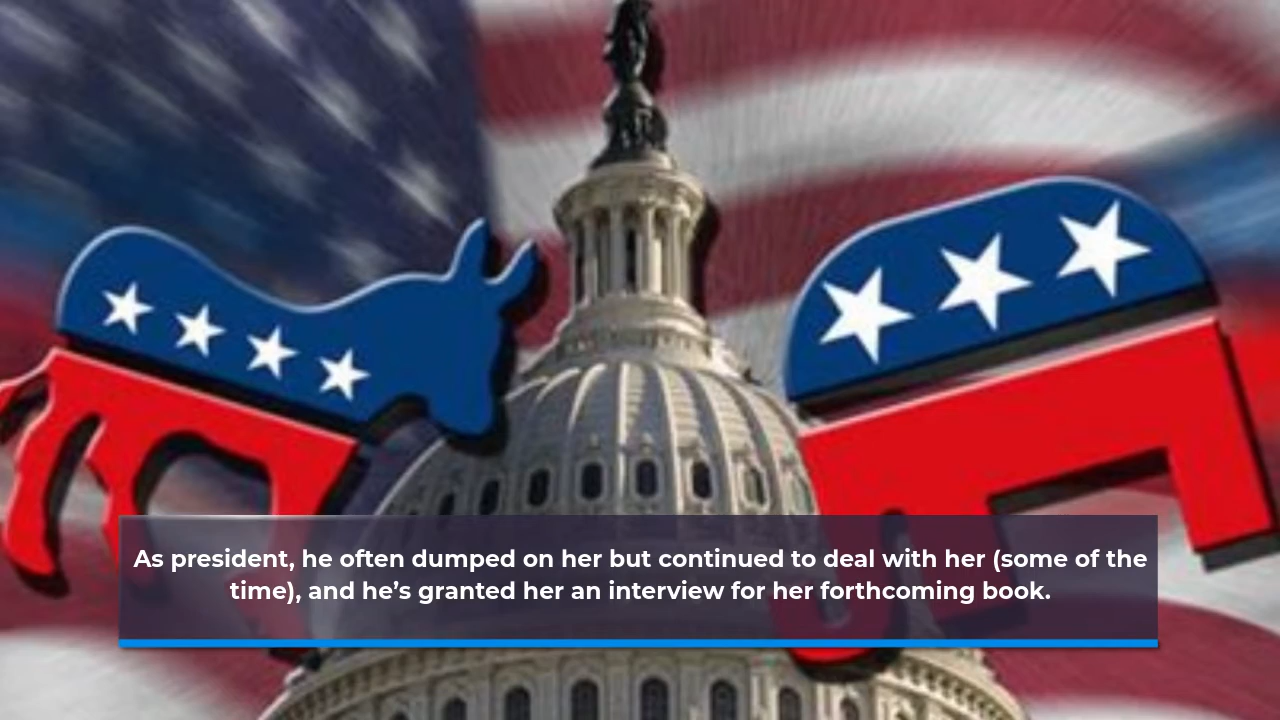 As president, he often dumped on her but continued to deal with her (some of the
time), and he’s granted her an interview for her forthcoming book.